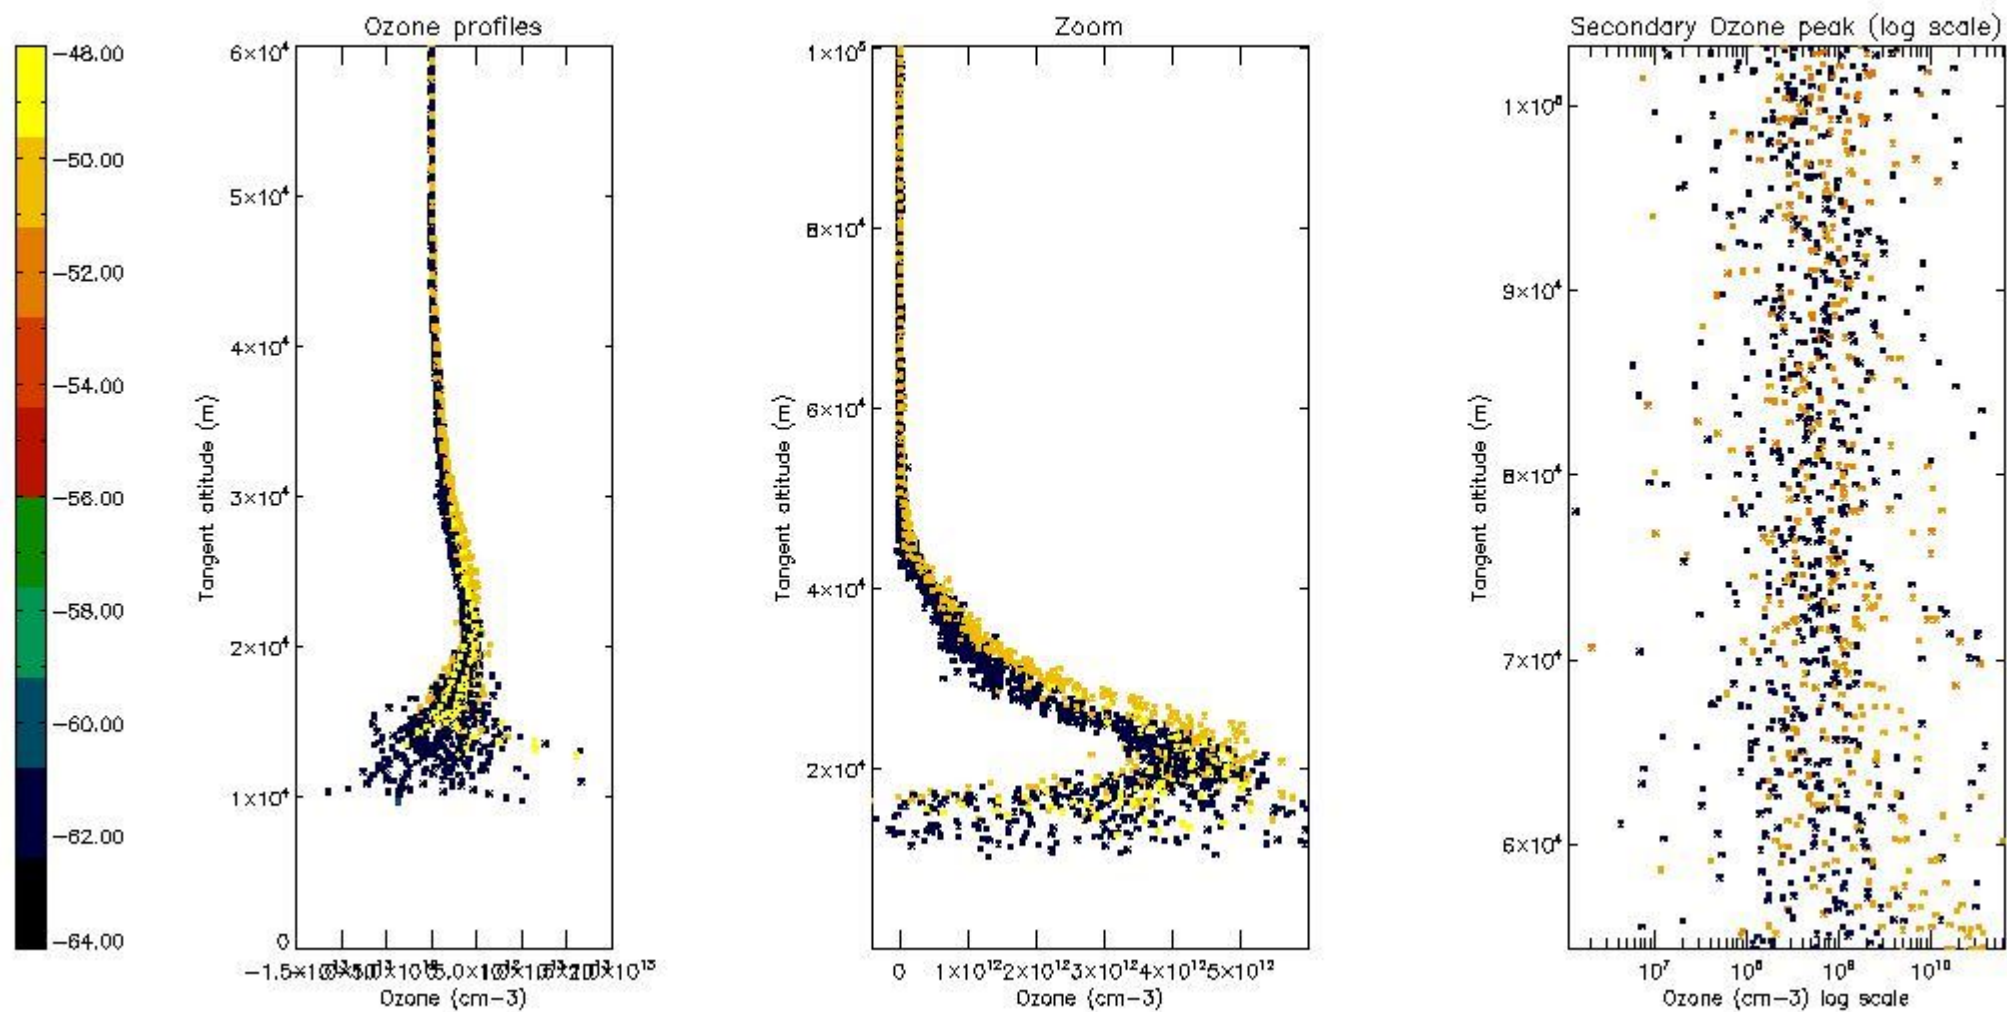 Ozone profiles
Zoom
Secondary Ozone peak (log scale)
−48.00
−50.00
−52.00
−54.00
−56.00
−58.00
−60.00
−62.00
−64.00
6×10⁴
5×10⁴
4×10⁴
3×10⁴
2×10⁴
1×10⁴
0
Tangent altitude (m)
Ozone (cm−3)
1×10⁵
8×10⁴
6×10⁴
4×10⁴
2×10⁴
Tangent altitude (m)
0 1×10¹² 2×10¹² 3×10¹² 4×10¹² 5×10¹²
Ozone (cm−3)
1×10⁵
9×10⁴
8×10⁴
7×10⁴
6×10⁴
Tangent altitude (m)
10⁷ 10⁸ 10⁹ 10¹⁰
Ozone (cm−3) log scale